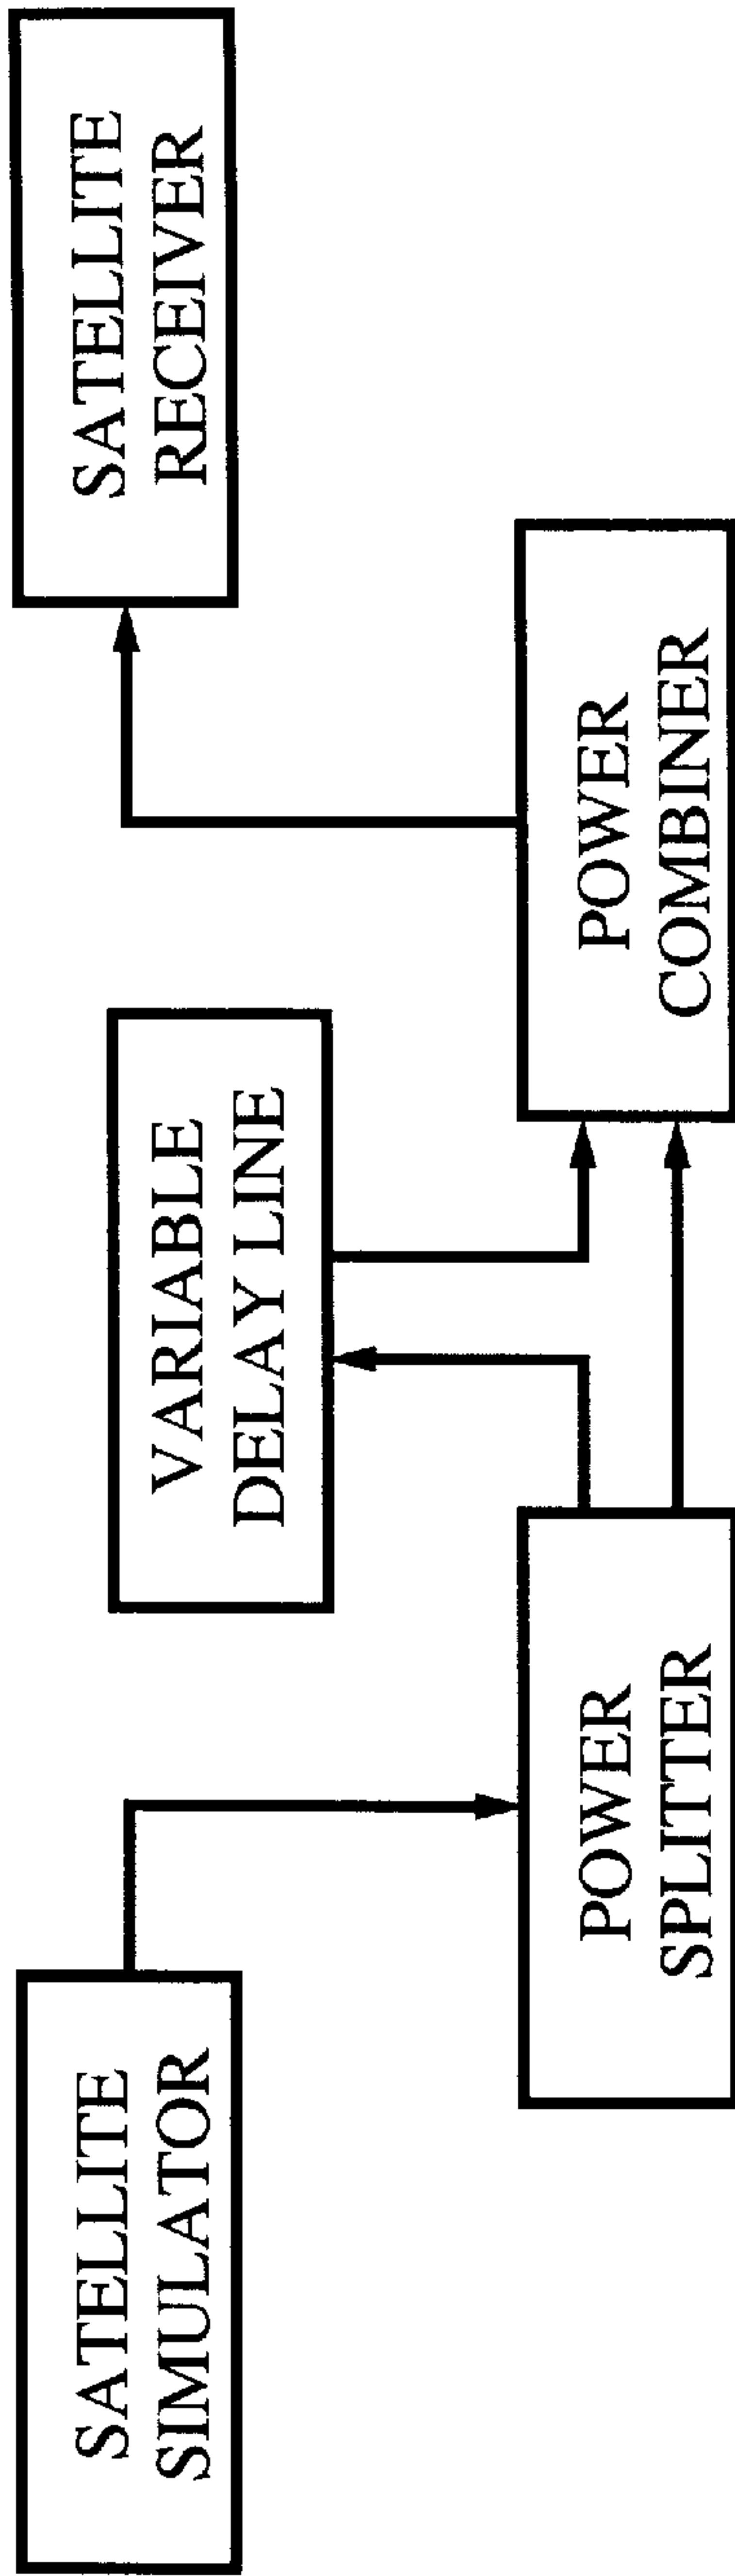 SATELLITE
SIMULATOR
POWER
SPLITTER
VARIABLE
DELAY LINE
POWER
COMBINER
SATELLITE
RECEIVER